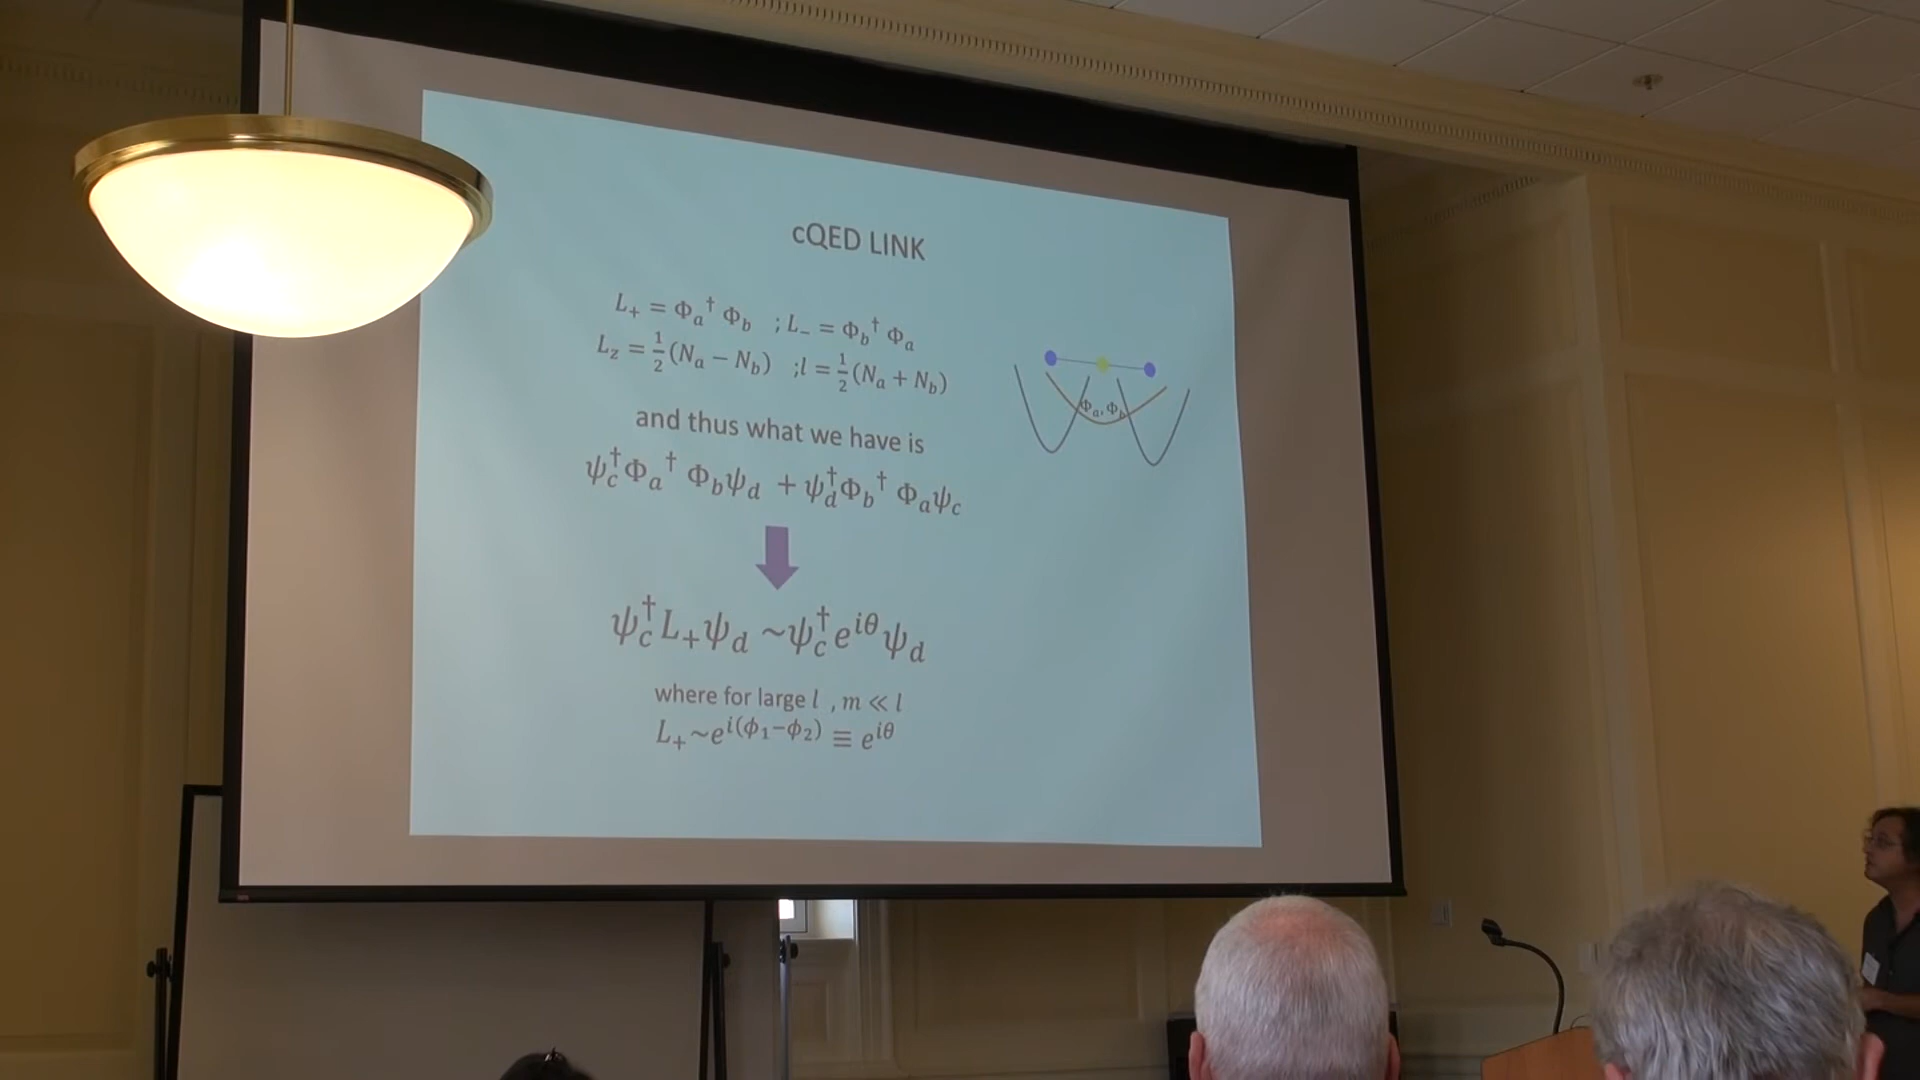 cQED LINK
L₊ = Φₐ† Φ_b ; L₋ = Φ_b† Φₐ
L_z = ½(Nₐ − N_b) ; l = ½(Nₐ + N_b)
Φₐ, Φ_b
and thus what we have is
ψ_c† Φₐ† Φ_b ψ_d + ψ_d† Φ_b† Φₐ ψ_c
ψ_c† L₊ ψ_d ~ ψ_c† e^{iθ} ψ_d
where for large l , m ≪ l
L₊ ~ e^{i(ϕ₁−ϕ₂)} ≡ e^{iθ}